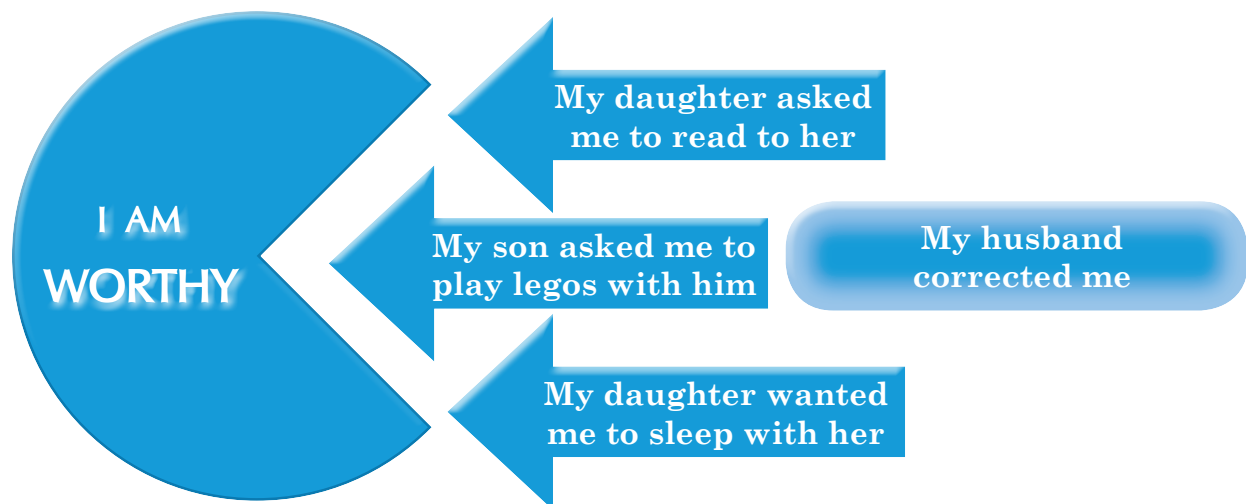 I AM
WORTHY
My daughter asked
me to read to her
My son asked me to
play legos with him
My daughter wanted
me to sleep with her
My husband
corrected me